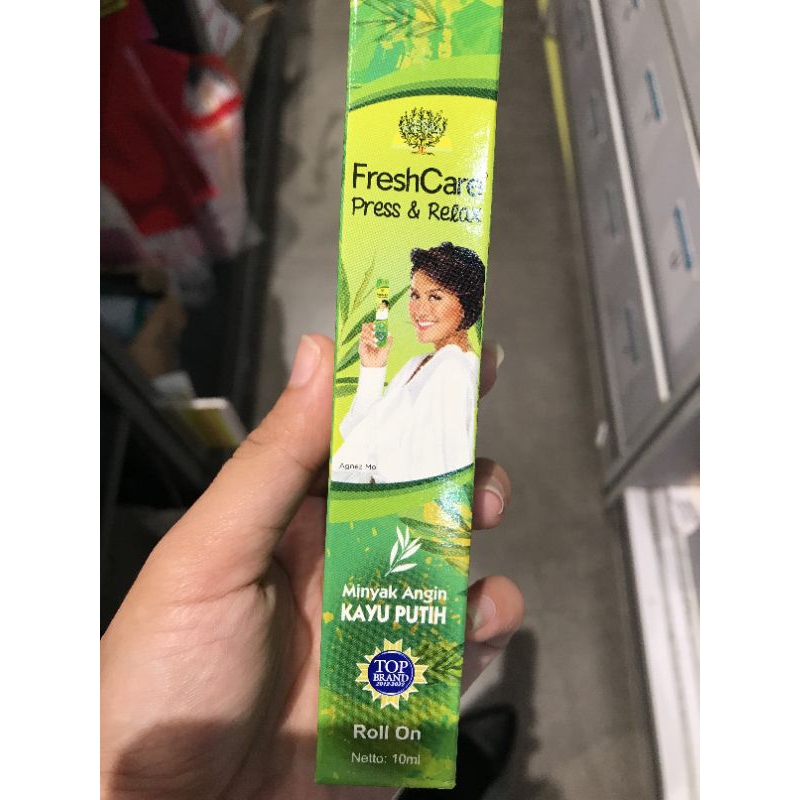 FreshCare
Press & Relax
Agnez Mo
Minyak Angin
KAYU PUTIH
TOP
BRAND
Roll On
Netto: 10ml